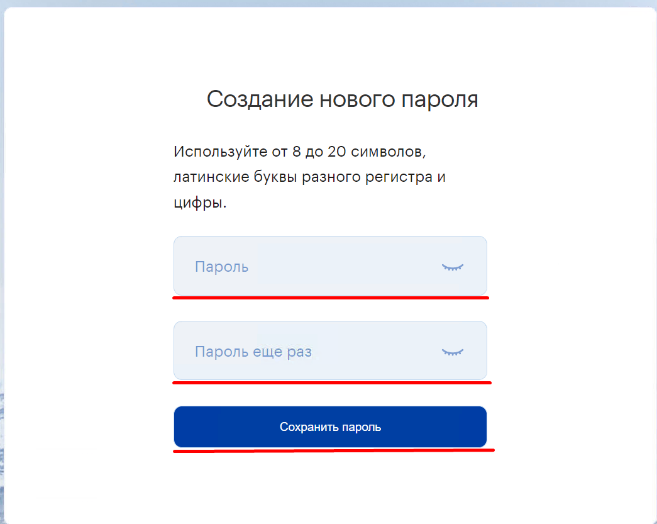 Создание нового пароля
Используйте от 8 до 20 символов,
латинские буквы разного регистра и
цифры.
Пароль
Пароль еще раз
Сохранить пароль